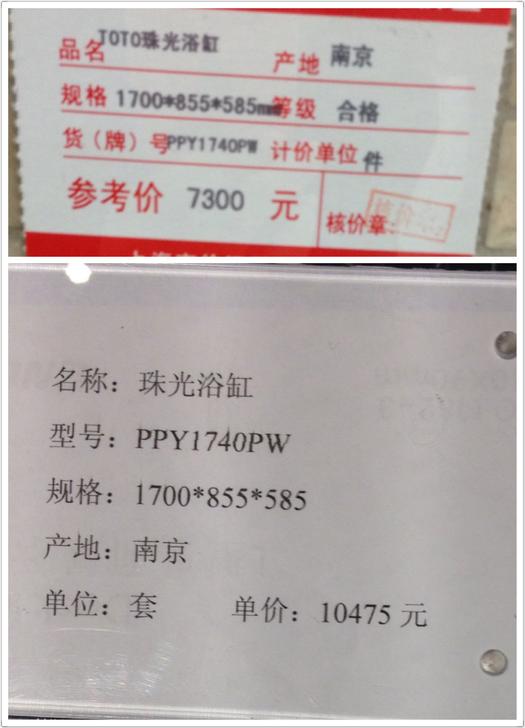 品名 TOTO珠光浴缸 产地 南京
规格 1700*855*585mm 等级 合格
货（牌）号 PPY1740PW 计价单位 件
参考价 7300 元 核价章
名称：珠光浴缸
型号：PPY1740PW
规格：1700*855*585
产地：南京
单位：套 单价：10475 元